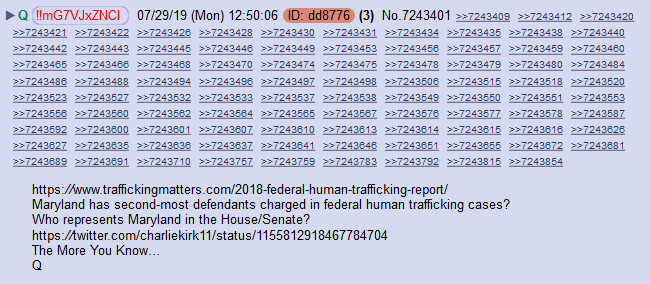 ▶ Q !!mG7VJxZNCI 07/29/19 (Mon) 12:50:06 ID: dd8776 (3) No.7243401 >>7243409 >>7243412 >>7243420
>>7243421 >>7243422 >>7243426 >>7243428 >>7243430 >>7243431 >>7243434 >>7243435 >>7243438 >>7243440
>>7243442 >>7243443 >>7243445 >>7243446 >>7243449 >>7243453 >>7243456 >>7243457 >>7243459 >>7243460
>>7243465 >>7243466 >>7243468 >>7243470 >>7243474 >>7243475 >>7243478 >>7243479 >>7243480 >>7243484
>>7243486 >>7243488 >>7243494 >>7243496 >>7243497 >>7243498 >>7243506 >>7243515 >>7243518 >>7243520
>>7243523 >>7243527 >>7243532 >>7243533 >>7243537 >>7243538 >>7243549 >>7243550 >>7243551 >>7243553
>>7243556 >>7243560 >>7243562 >>7243564 >>7243565 >>7243567 >>7243576 >>7243577 >>7243578 >>7243587
>>7243592 >>7243600 >>7243601 >>7243607 >>7243610 >>7243613 >>7243614 >>7243615 >>7243616 >>7243626
>>7243627 >>7243635 >>7243636 >>7243637 >>7243641 >>7243646 >>7243651 >>7243655 >>7243672 >>7243681
>>7243689 >>7243691 >>7243710 >>7243757 >>7243759 >>7243783 >>7243792 >>7243815 >>7243854
https://www.traffickingmatters.com/2018-federal-human-trafficking-report/
Maryland has second-most defendants charged in federal human trafficking cases?
Who represents Maryland in the House/Senate?
https://twitter.com/charliekirk11/status/1155812918467784704
The More You Know…
Q